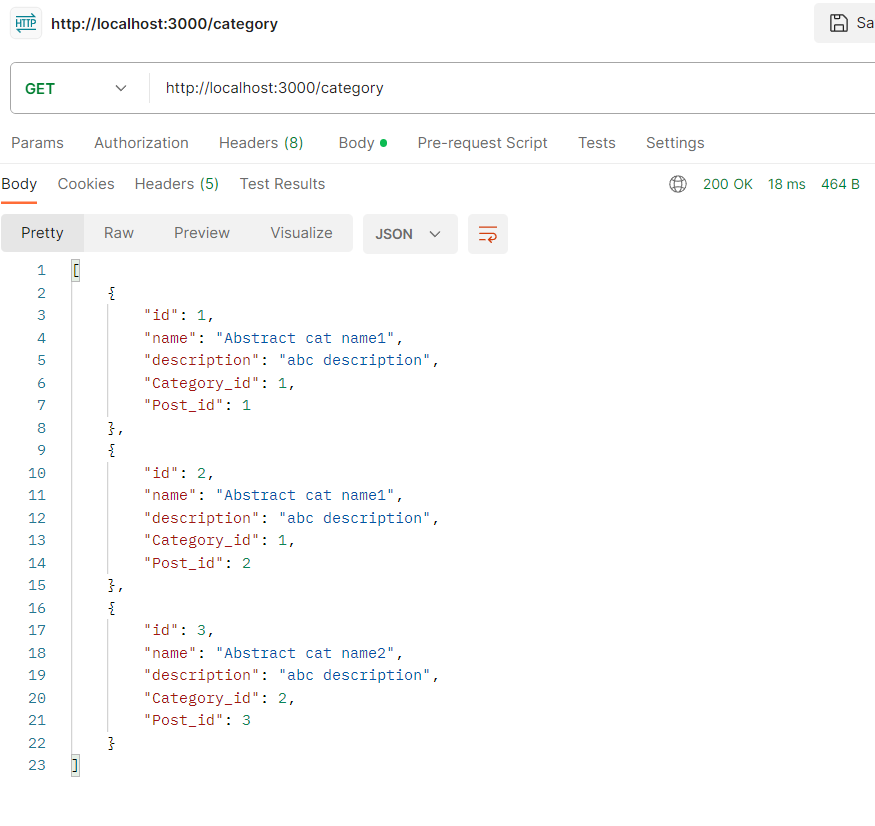 HTTP http://localhost:3000/category Sa
GET http://localhost:3000/category
Params Authorization Headers (8) Body Pre-request Script Tests Settings
Body Cookies Headers (5) Test Results 200 OK 18 ms 464 B
Pretty Raw Preview Visualize JSON
1 [
2 {
3 "id": 1,
4 "name": "Abstract cat name1",
5 "description": "abc description",
6 "Category_id": 1,
7 "Post_id": 1
8 },
9 {
10 "id": 2,
11 "name": "Abstract cat name1",
12 "description": "abc description",
13 "Category_id": 1,
14 "Post_id": 2
15 },
16 {
17 "id": 3,
18 "name": "Abstract cat name2",
19 "description": "abc description",
20 "Category_id": 2,
21 "Post_id": 3
22 }
23 ]